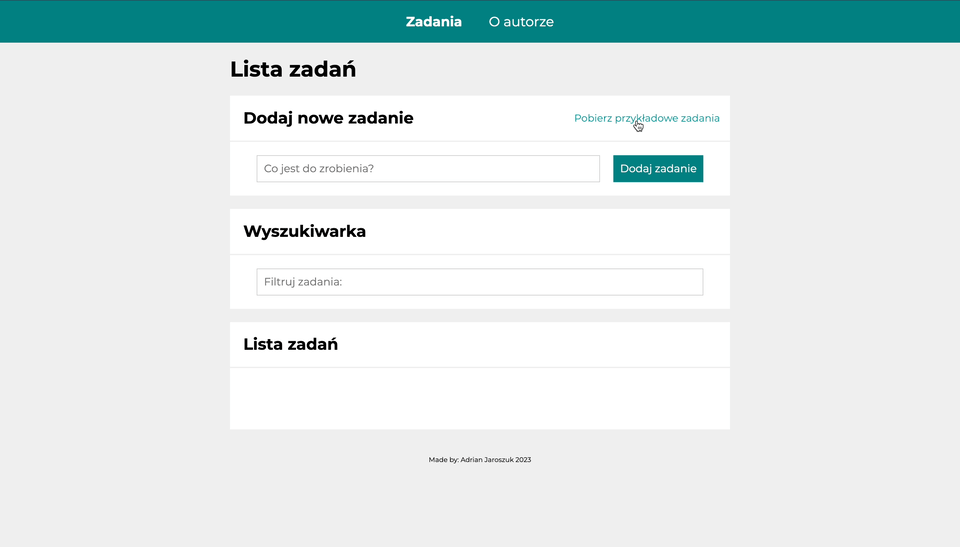 Zadania O autorze
Lista zadań
Dodaj nowe zadanie Pobierz przykładowe zadania
Co jest do zrobienia? Dodaj zadanie
Wyszukiwarka
Filtruj zadania:
Lista zadań
Made by: Adrian Jaroszuk 2023